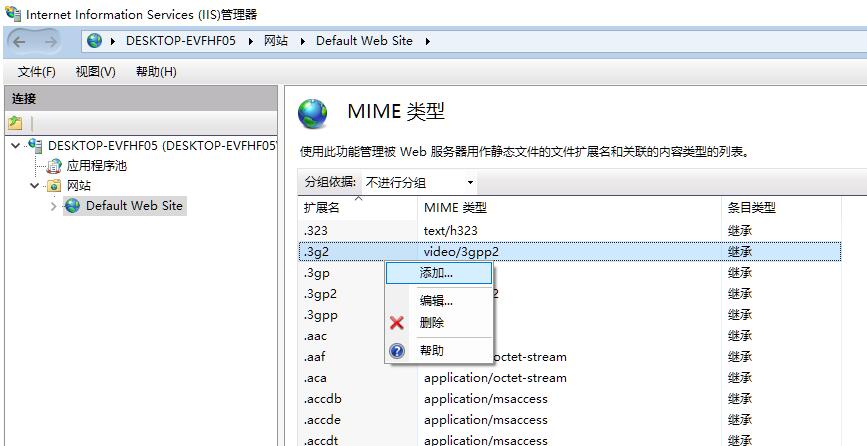 Internet Information Services (IIS)管理器
DESKTOP-EVFHF05 网站 Default Web Site
文件(F) 视图(V) 帮助(H)
连接
DESKTOP-EVFHF05 (DESKTOP-EVFHF05
应用程序池
网站
Default Web Site
MIME 类型
使用此功能管理被 Web 服务器用作静态文件的文件扩展名和关联的内容类型的列表。
分组依据: 不进行分组
扩展名 MIME 类型 条目类型
.323 text/h323 继承
.3g2 video/3gpp2 继承
.3gp 继承
.3gp2 2 继承
.3gpp 继承
.aac 继承
.aaf octet-stream 继承
.aca application/octet-stream 继承
.accdb application/msaccess 继承
.accde application/msaccess 继承
.accdt application/msaccess 继承
添加...
编辑...
删除
帮助